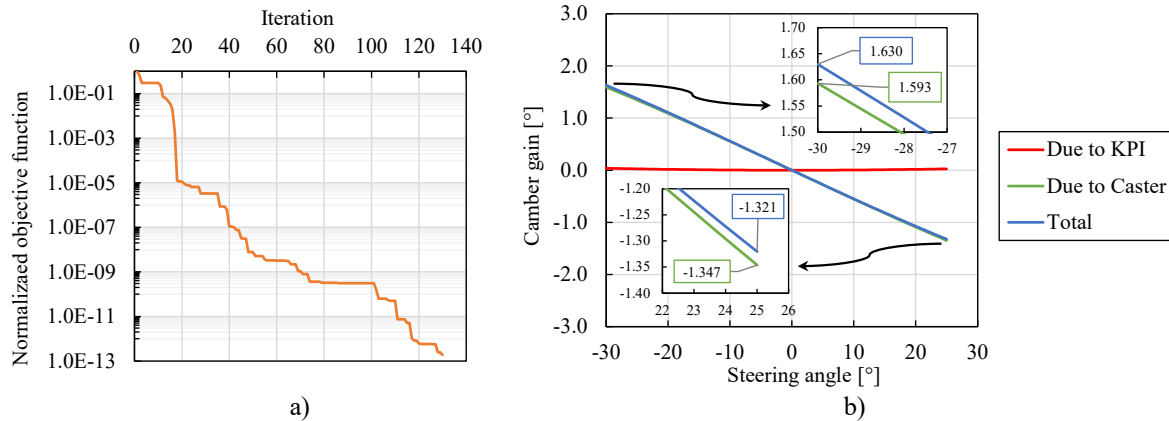 Iteration
0 20 40 60 80 100 120 140
1.0E-01
1.0E-03
1.0E-05
1.0E-07
1.0E-09
1.0E-11
1.0E-13
Normalizaed objective function
a)
3.0
2.0
1.0
0.0
-1.0
-2.0
-3.0
Camber gain [°]
-30 -20 -10 0 10 20 30
Steering angle [°]
b)
1.70
1.65
1.60
1.55
1.50
-30 -29 -28 -27
1.630
1.593
-1.20
-1.25
-1.30
-1.35
-1.40
22 23 24 25 26
-1.321
-1.347
Due to KPI
Due to Caster
Total